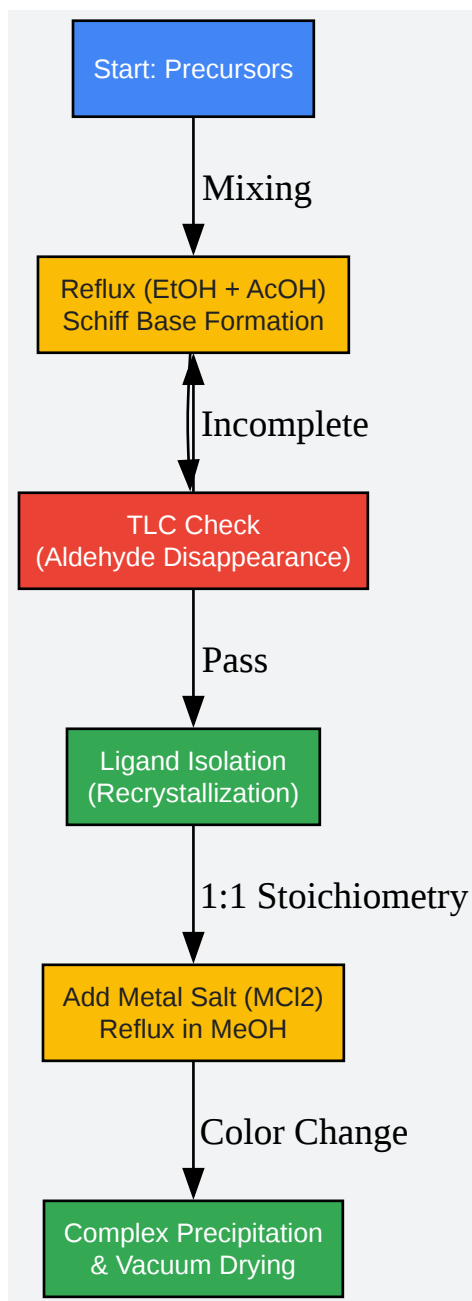 Start: Precursors
Mixing
Reflux (EtOH + AcOH)
Schiff Base Formation
Incomplete
TLC Check
(Aldehyde Disappearance)
Pass
Ligand Isolation
(Recrystallization)
1:1 Stoichiometry
Add Metal Salt (MCl2)
Reflux in MeOH
Color Change
Complex Precipitation
& Vacuum Drying